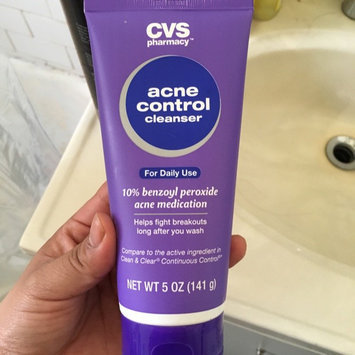 CVS
pharmacy™
acne
control
cleanser
For Daily Use
10% benzoyl peroxide
acne medication
Helps fight breakouts
long after you wash
Compare to the active ingredient in
Clean & Clear® Continuous Control®*
NET WT 5 OZ (141 g)